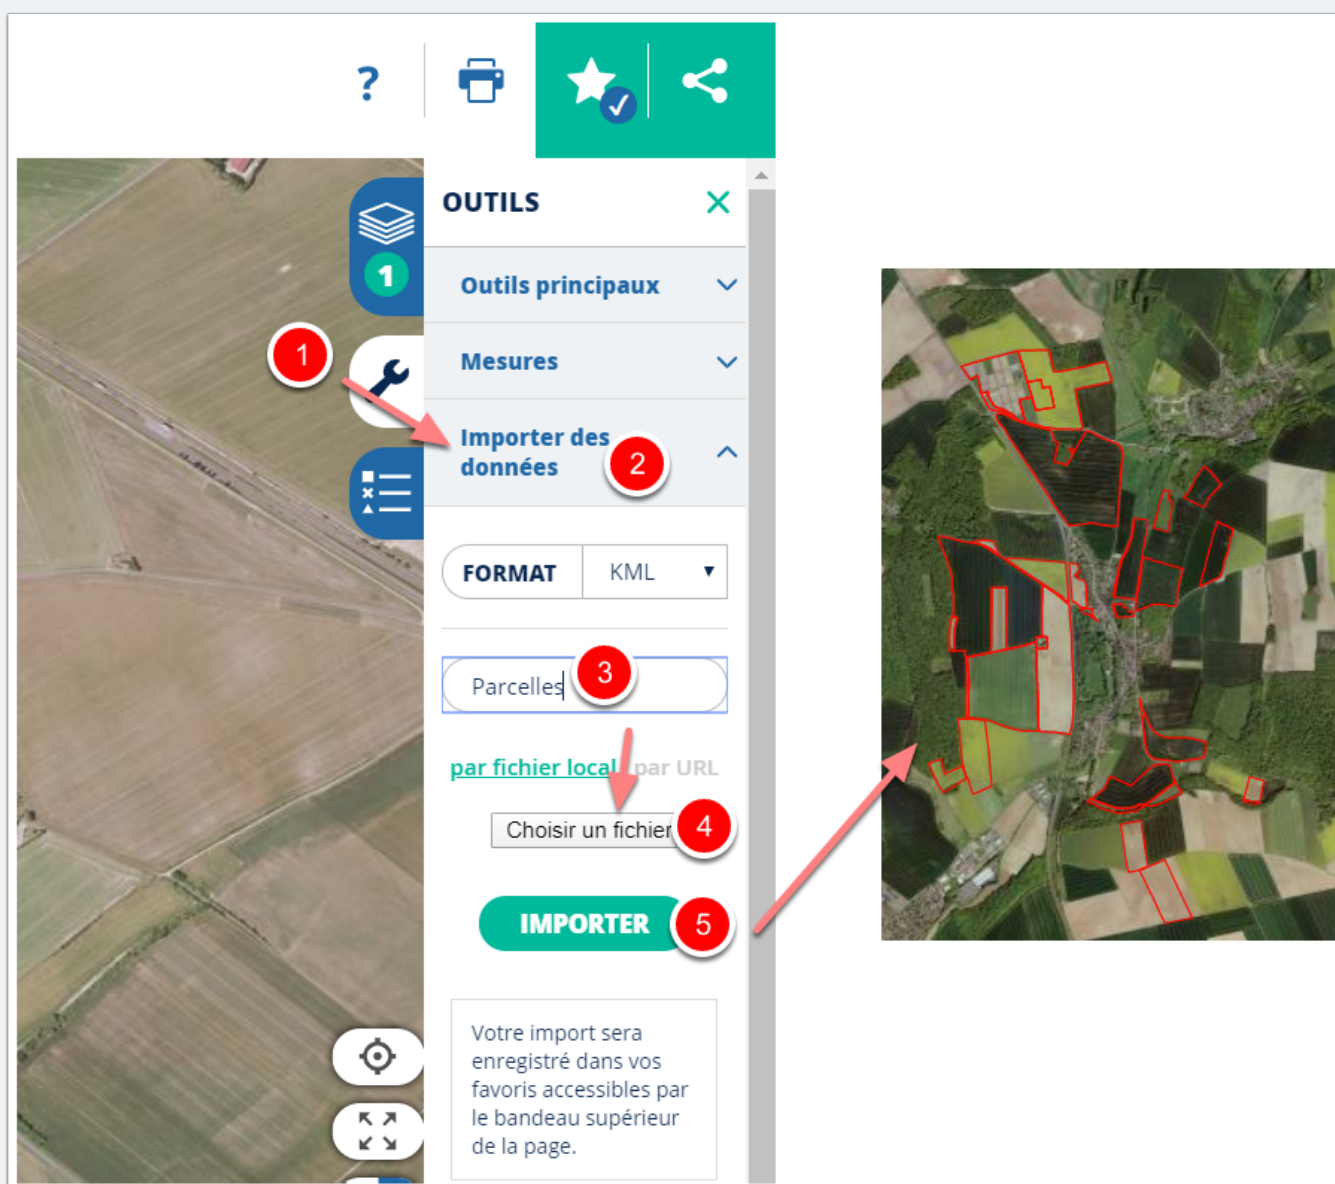 ?
OUTILS
1
Outils principaux
1
Mesures
Importer des
données
2
FORMAT KML
Parcelles
3
par fichier local par URL
Choisir un fichier
4
IMPORTER
5
Votre import sera
enregistré dans vos
favoris accessibles par
le bandeau supérieur
de la page.